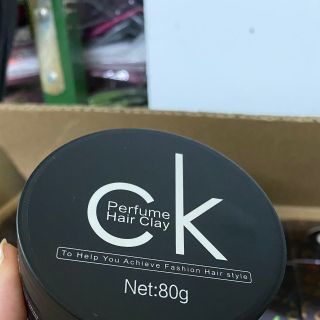 ck
Perfume
Hair Clay
To Help You Achieve Fashion Hair style
Net:80g